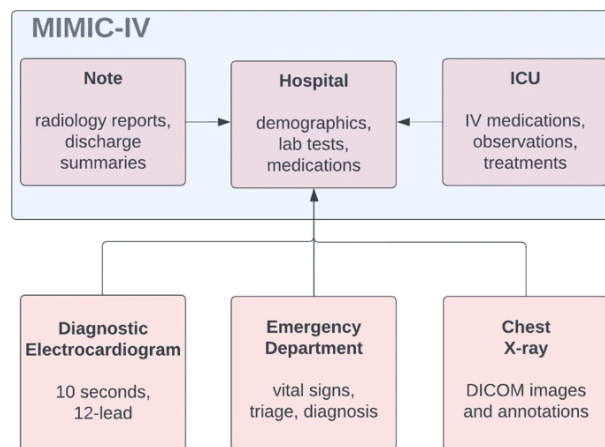 MIMIC-IV
Note
radiology reports,
discharge
summaries
Hospital
demographics,
lab tests,
medications
ICU
IV medications,
observations,
treatments
Diagnostic
Electrocardiogram
10 seconds,
12-lead
Emergency
Department
vital signs,
triage, diagnosis
Chest
X-ray
DICOM images
and annotations